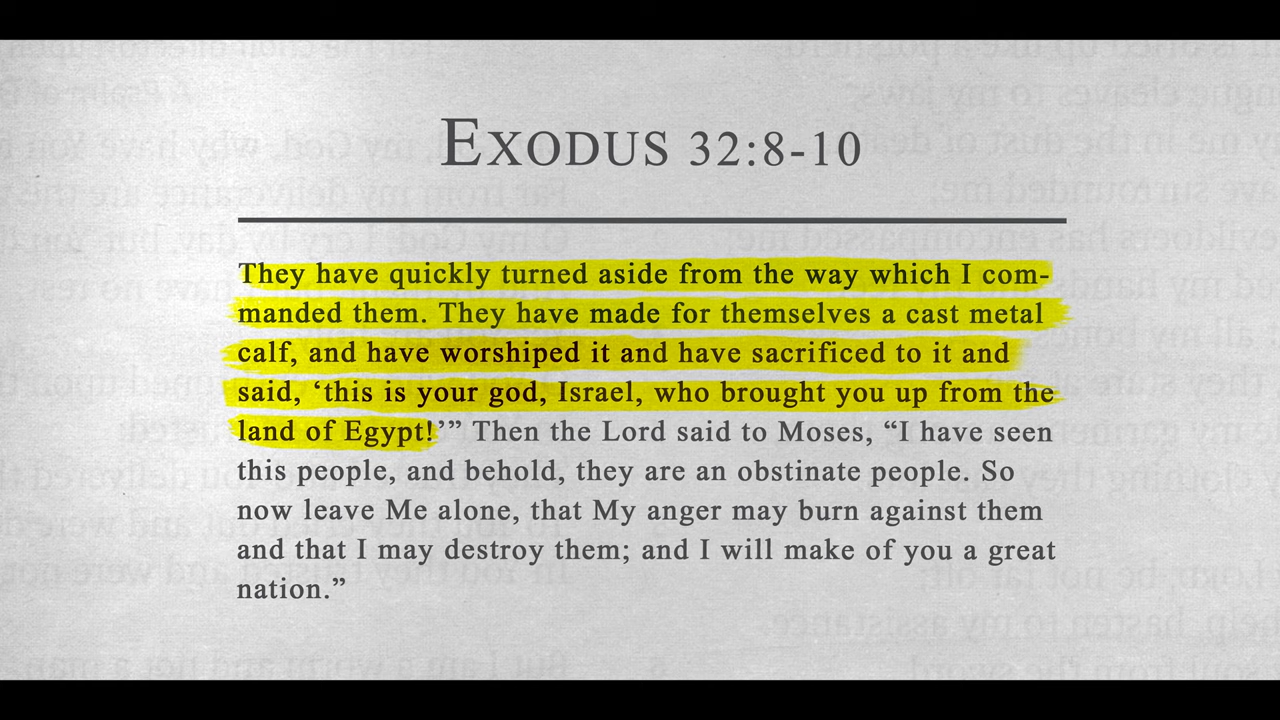 EXODUS 32:8-10
They have quickly turned aside from the way which I com-
manded them. They have made for themselves a cast metal
calf, and have worshiped it and have sacrificed to it and
said, ‘this is your god, Israel, who brought you up from the
land of Egypt!’” Then the Lord said to Moses, “I have seen
this people, and behold, they are an obstinate people. So
now leave Me alone, that My anger may burn against them
and that I may destroy them; and I will make of you a great
nation.”